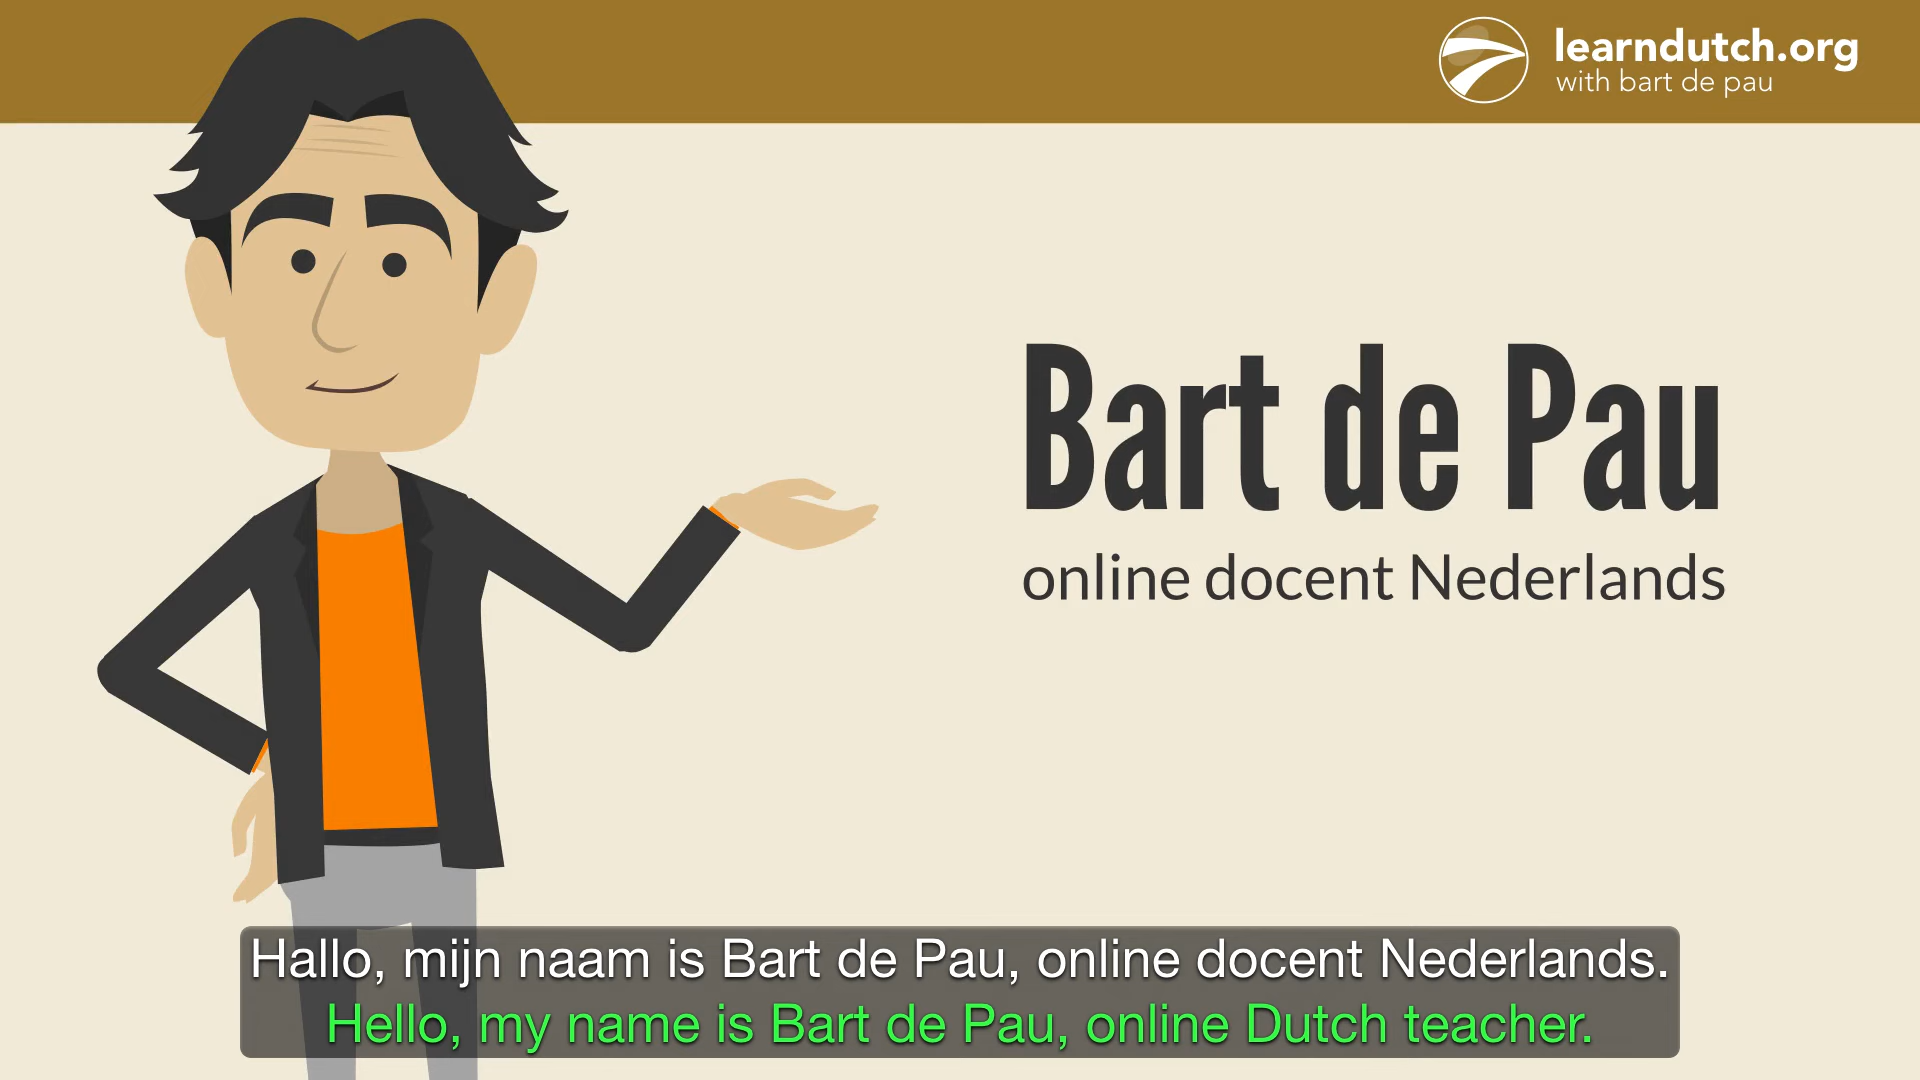 learndutch.org
with bart de pau
Bart de Pau
online docent Nederlands
Hallo, mijn naam is Bart de Pau, online docent Nederlands.
Hello, my name is Bart de Pau, online Dutch teacher.